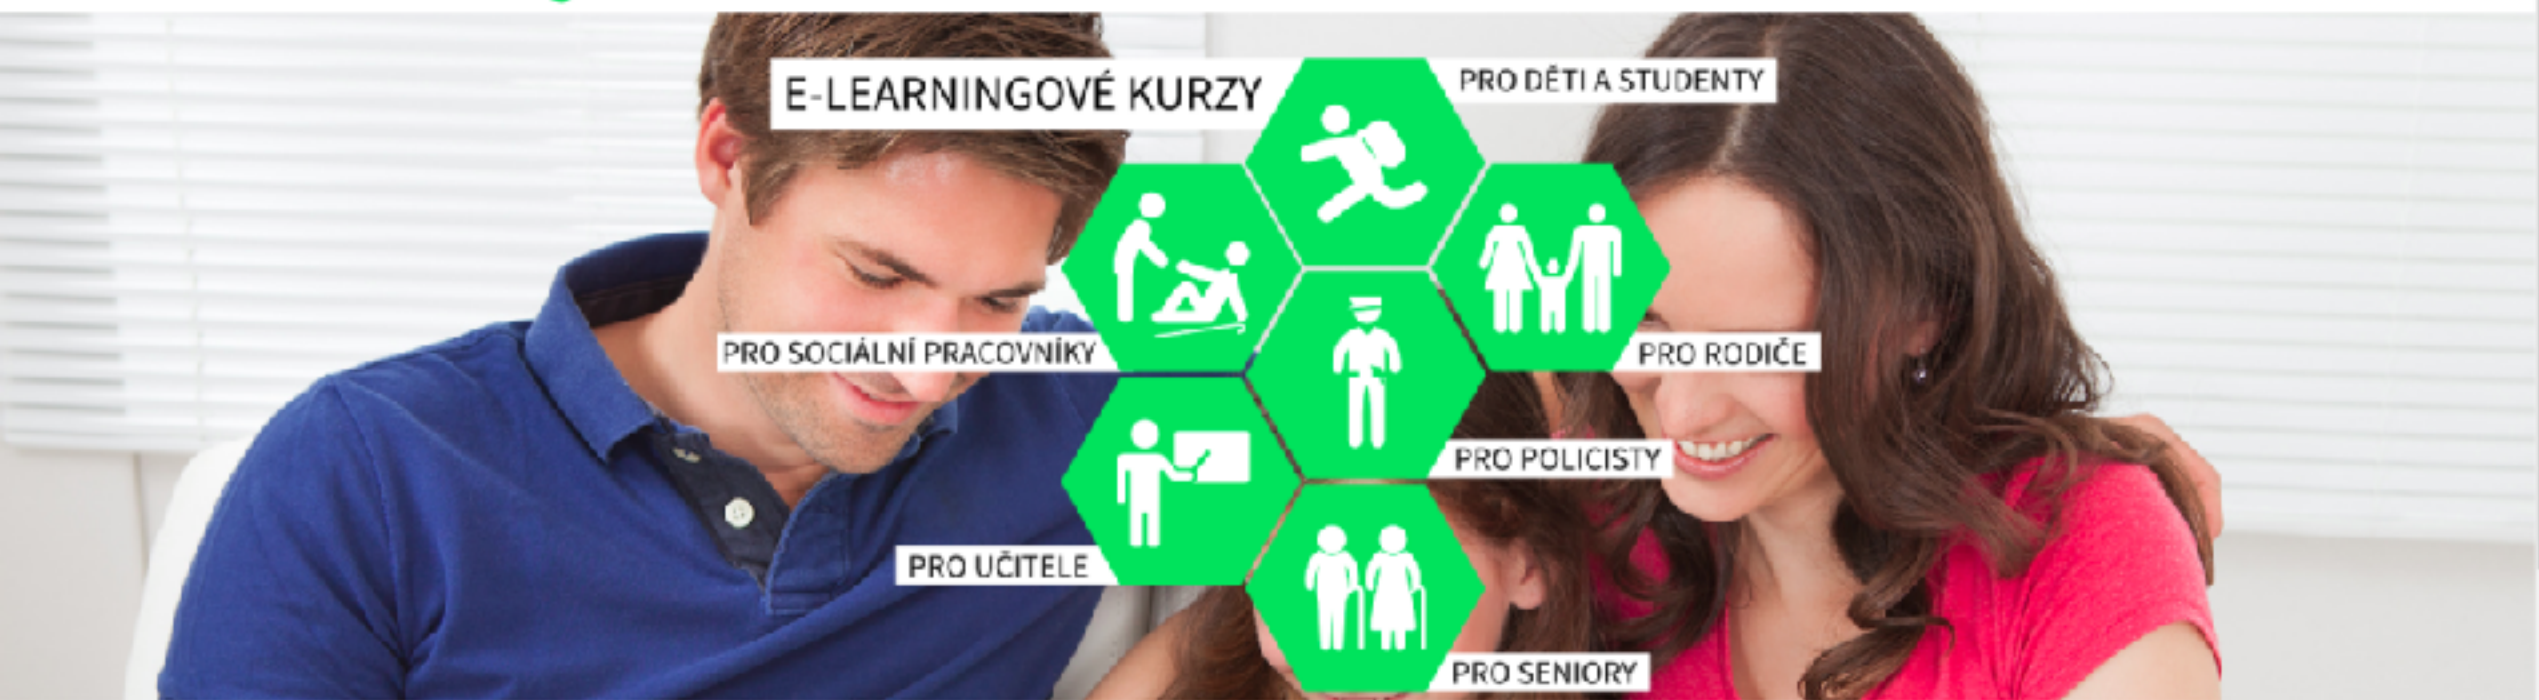 E-LEARNINGOVÉ KURZY
PRO DĚTI A STUDENTY
PRO SOCIÁLNÍ PRACOVNÍKY
PRO RODIČE
PRO POLICISTY
PRO UČITELE
PRO SENIORY